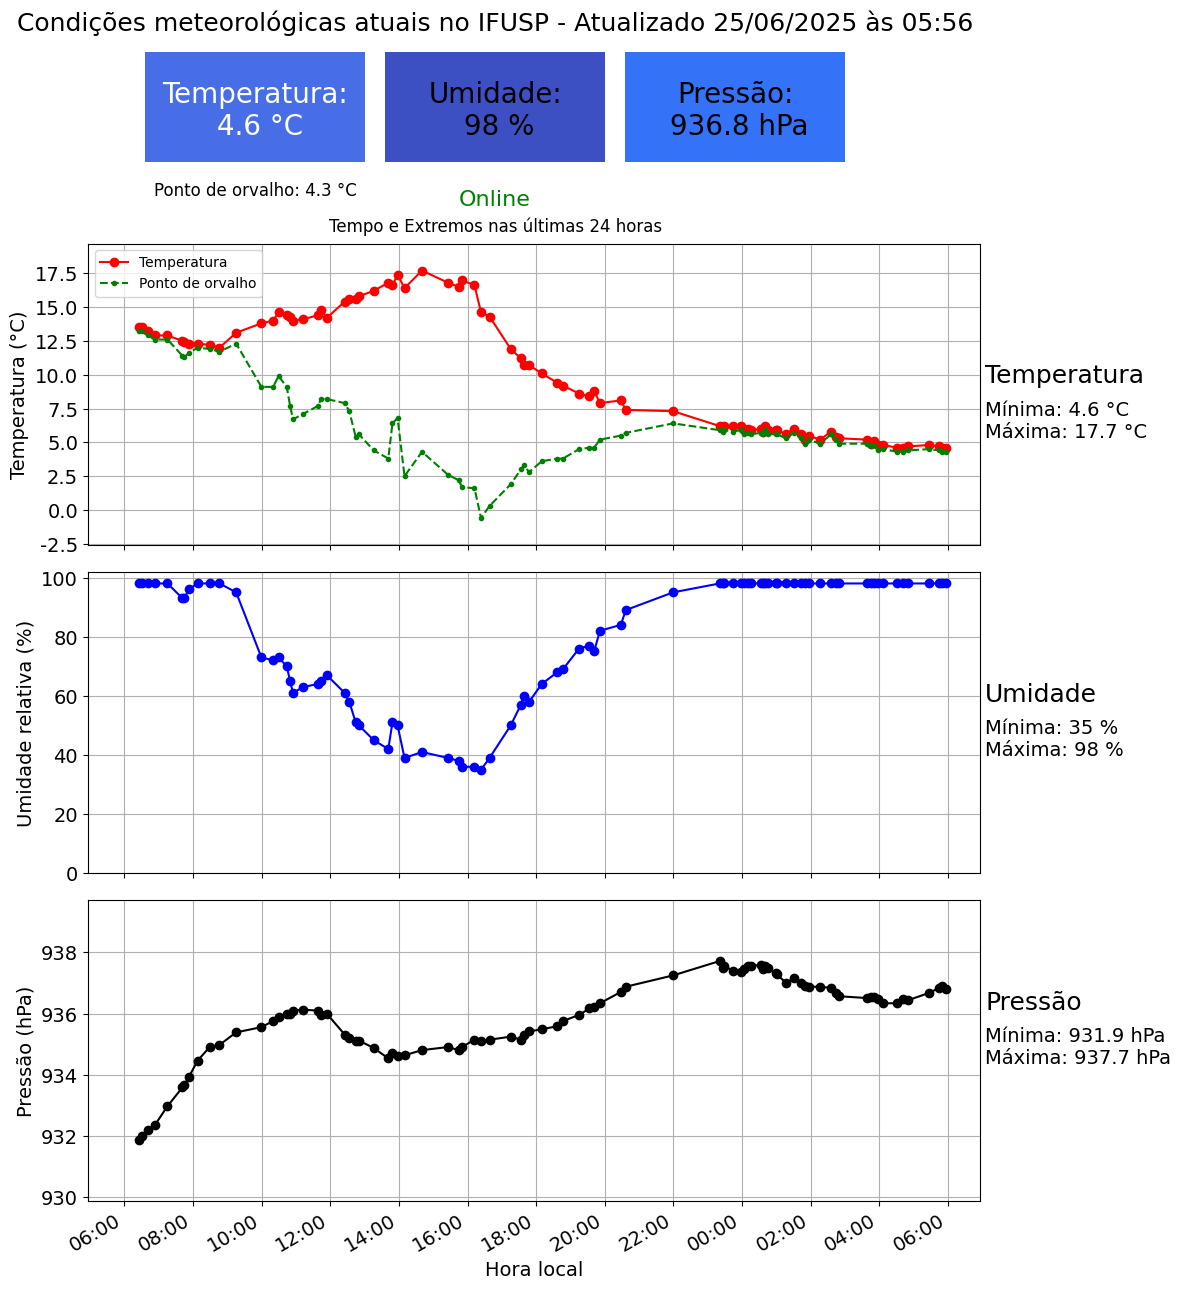 Condições meteorológicas atuais no IFUSP - Atualizado 25/06/2025 às 05:56
Temperatura:
4.6 °C
Umidade:
98 %
Pressão:
936.8 hPa
Ponto de orvalho: 4.3 °C
Online
Tempo e Extremos nas últimas 24 horas
Temperatura
Ponto de orvalho
Temperatura (°C)
17.5
15.0
12.5
10.0
7.5
5.0
2.5
0.0
-2.5
Temperatura
Mínima: 4.6 °C
Máxima: 17.7 °C
Umidade relativa (%)
100
80
60
40
20
0
Umidade
Mínima: 35 %
Máxima: 98 %
Pressão (hPa)
938
936
934
932
930
Pressão
Mínima: 931.9 hPa
Máxima: 937.7 hPa
06:00 08:00 10:00 12:00 14:00 16:00 18:00 20:00 22:00 00:00 02:00 04:00 06:00
Hora local